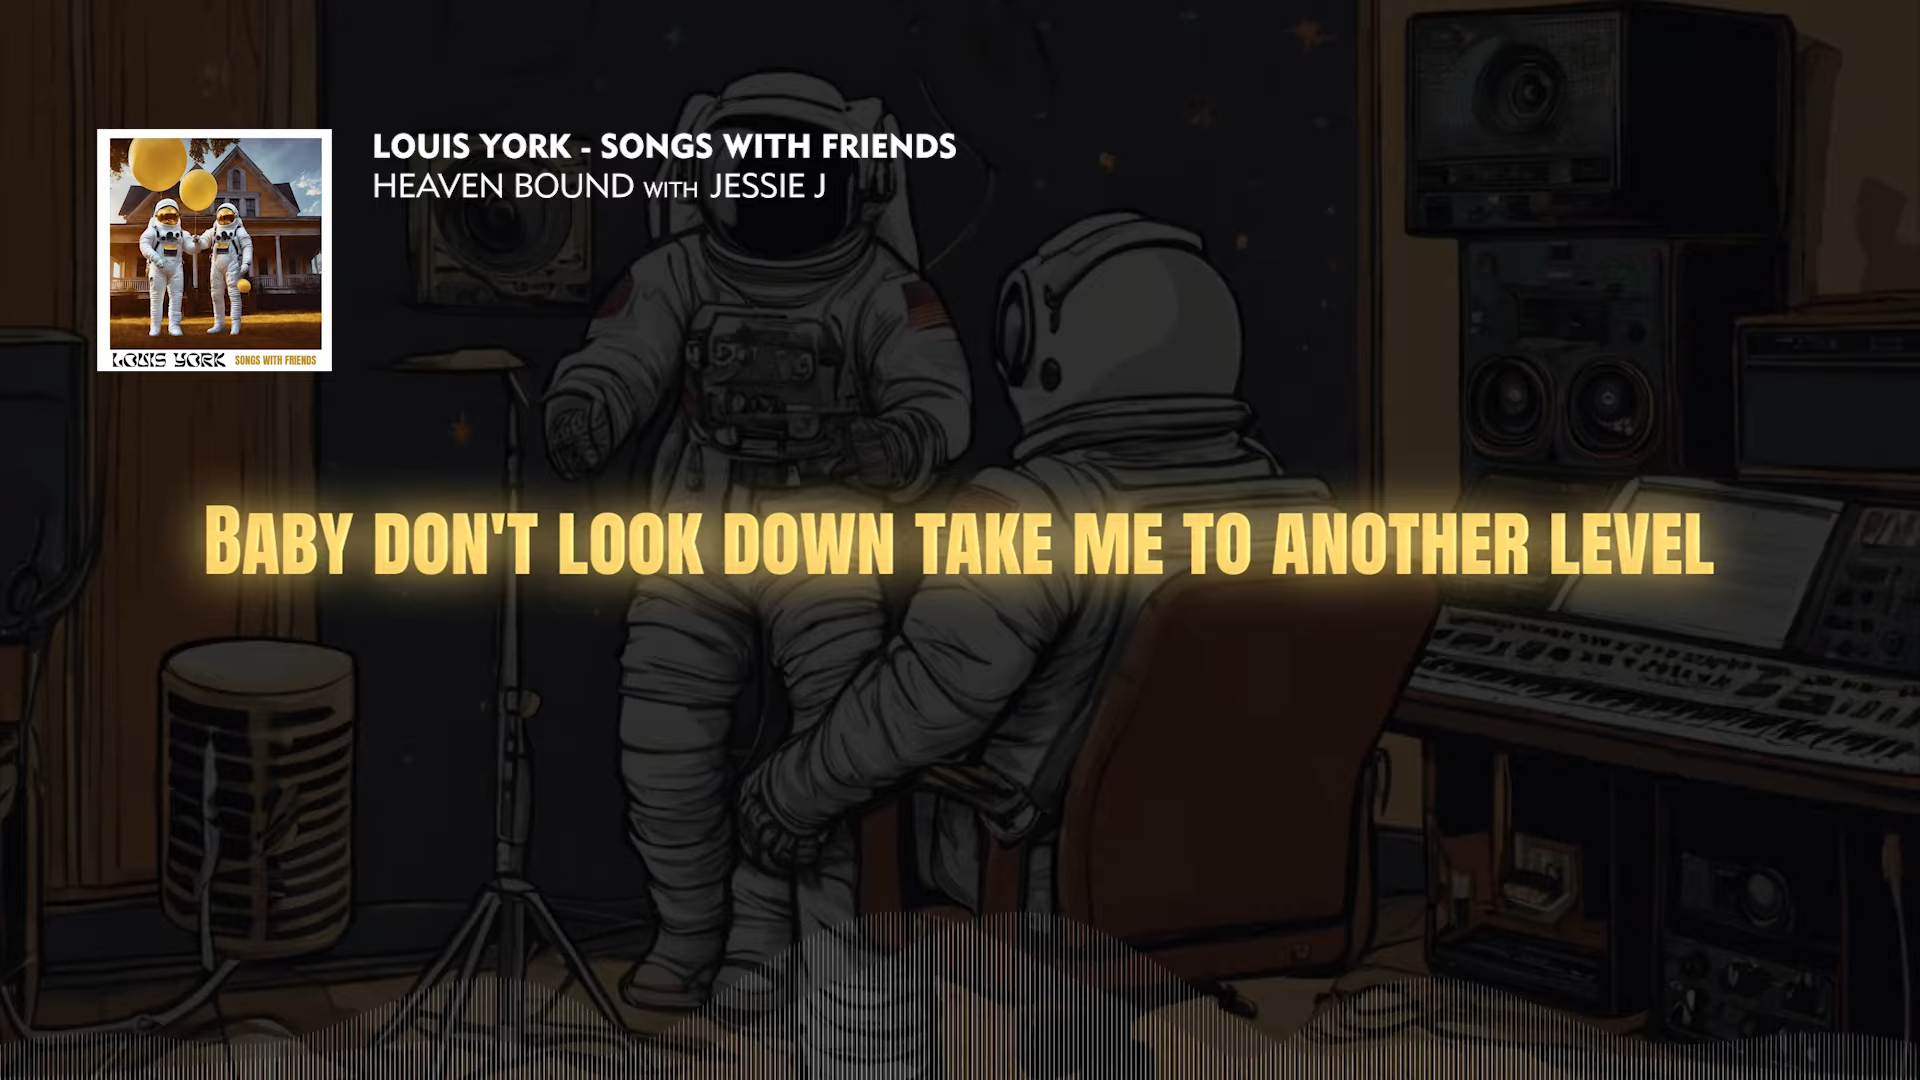 LOUIS YORK - SONGS WITH FRIENDS
HEAVEN BOUND WITH JESSIE J
LOUIS YORK SONGS WITH FRIENDS
BABY DON'T LOOK DOWN TAKE ME TO ANOTHER LEVEL